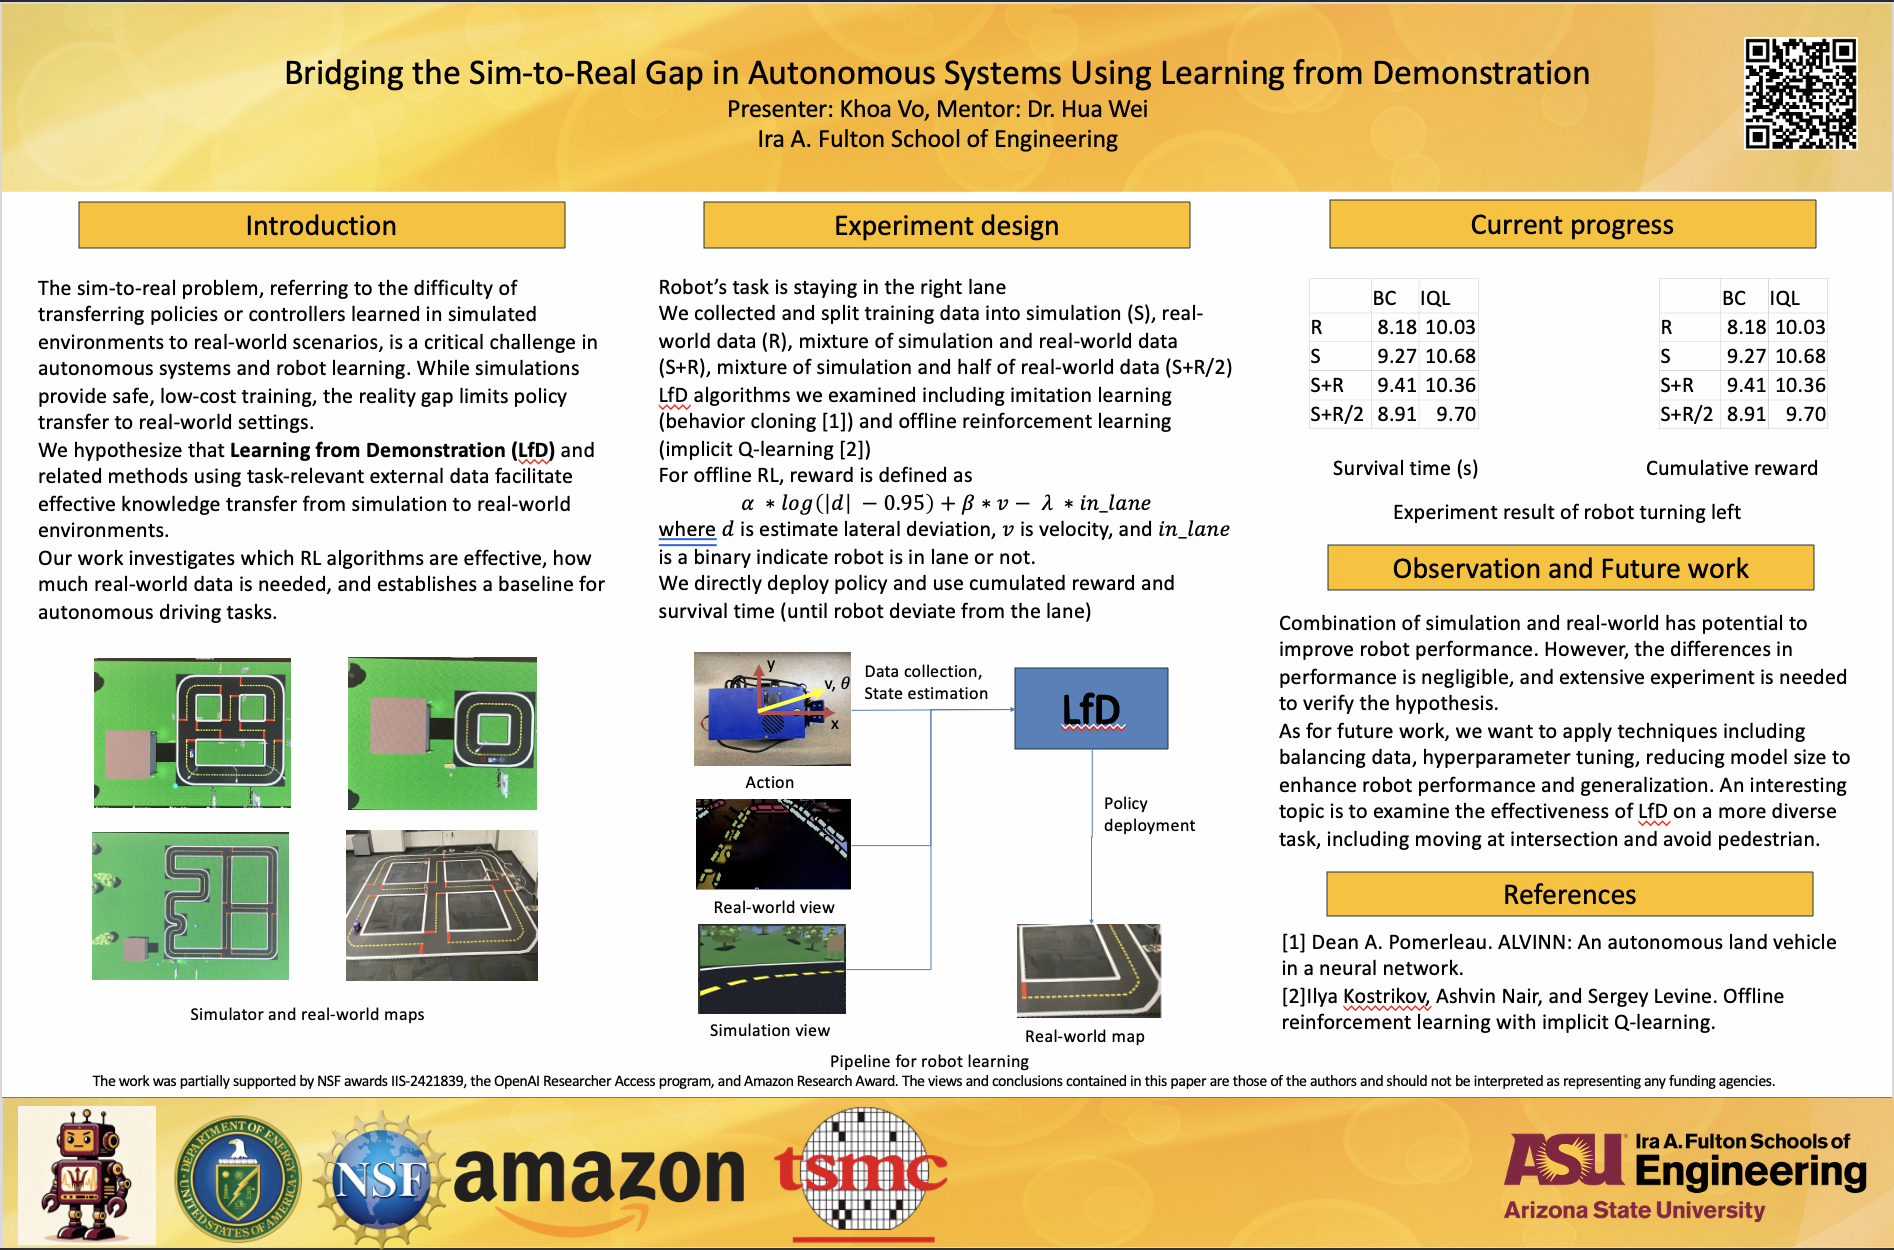 Bridging the Sim-to-Real Gap in Autonomous Systems Using Learning from Demonstration
Presenter: Khoa Vo, Mentor: Dr. Hua Wei
Ira A. Fulton School of Engineering
Introduction
The sim-to-real problem, referring to the difficulty of
transferring policies or controllers learned in simulated
environments to real-world scenarios, is a critical challenge in
autonomous systems and robot learning. While simulations
provide safe, low-cost training, the reality gap limits policy
transfer to real-world settings.
We hypothesize that Learning from Demonstration (LfD) and
related methods using task-relevant external data facilitate
effective knowledge transfer from simulation to real-world
environments.
Our work investigates which RL algorithms are effective, how
much real-world data is needed, and establishes a baseline for
autonomous driving tasks.
Simulator and real-world maps
Experiment design
Robot's task is staying in the right lane
We collected and split training data into simulation (S), real-
world data (R), mixture of simulation and real-world data
(S+R), mixture of simulation and half of real-world data (S+R/2)
LfD algorithms we examined including imitation learning
(behavior cloning [1]) and offline reinforcement learning
(implicit Q-learning [2])
For offline RL, reward is defined as
α * log(|d| − 0.95) + β * v − λ * in_lane
where d is estimate lateral deviation, v is velocity, and in_lane
is a binary indicate robot is in lane or not.
We directly deploy policy and use cumulated reward and
survival time (until robot deviate from the lane)
y
v, θ
x
Action
Data collection,
State estimation
LfD
Real-world view
Policy
deployment
Simulation view
Real-world map
Pipeline for robot learning
Current progress
BC IQL
R 8.18 10.03
S 9.27 10.68
S+R 9.41 10.36
S+R/2 8.91 9.70
Survival time (s)
BC IQL
R 8.18 10.03
S 9.27 10.68
S+R 9.41 10.36
S+R/2 8.91 9.70
Cumulative reward
Experiment result of robot turning left
Observation and Future work
Combination of simulation and real-world has potential to
improve robot performance. However, the differences in
performance is negligible, and extensive experiment is needed
to verify the hypothesis.
As for future work, we want to apply techniques including
balancing data, hyperparameter tuning, reducing model size to
enhance robot performance and generalization. An interesting
topic is to examine the effectiveness of LfD on a more diverse
task, including moving at intersection and avoid pedestrian.
References
[1] Dean A. Pomerleau. ALVINN: An autonomous land vehicle
in a neural network.
[2]Ilya Kostrikov, Ashvin Nair, and Sergey Levine. Offline
reinforcement learning with implicit Q-learning.
The work was partially supported by NSF awards IIS-2421839, the OpenAI Researcher Access program, and Amazon Research Award. The views and conclusions contained in this paper are those of the authors and should not be interpreted as representing any funding agencies.
DEPARTMENT OF ENERGY
UNITED STATES OF AMERICA
NSF
amazon
tsmc
ASU Ira A. Fulton Schools of
Engineering
Arizona State University